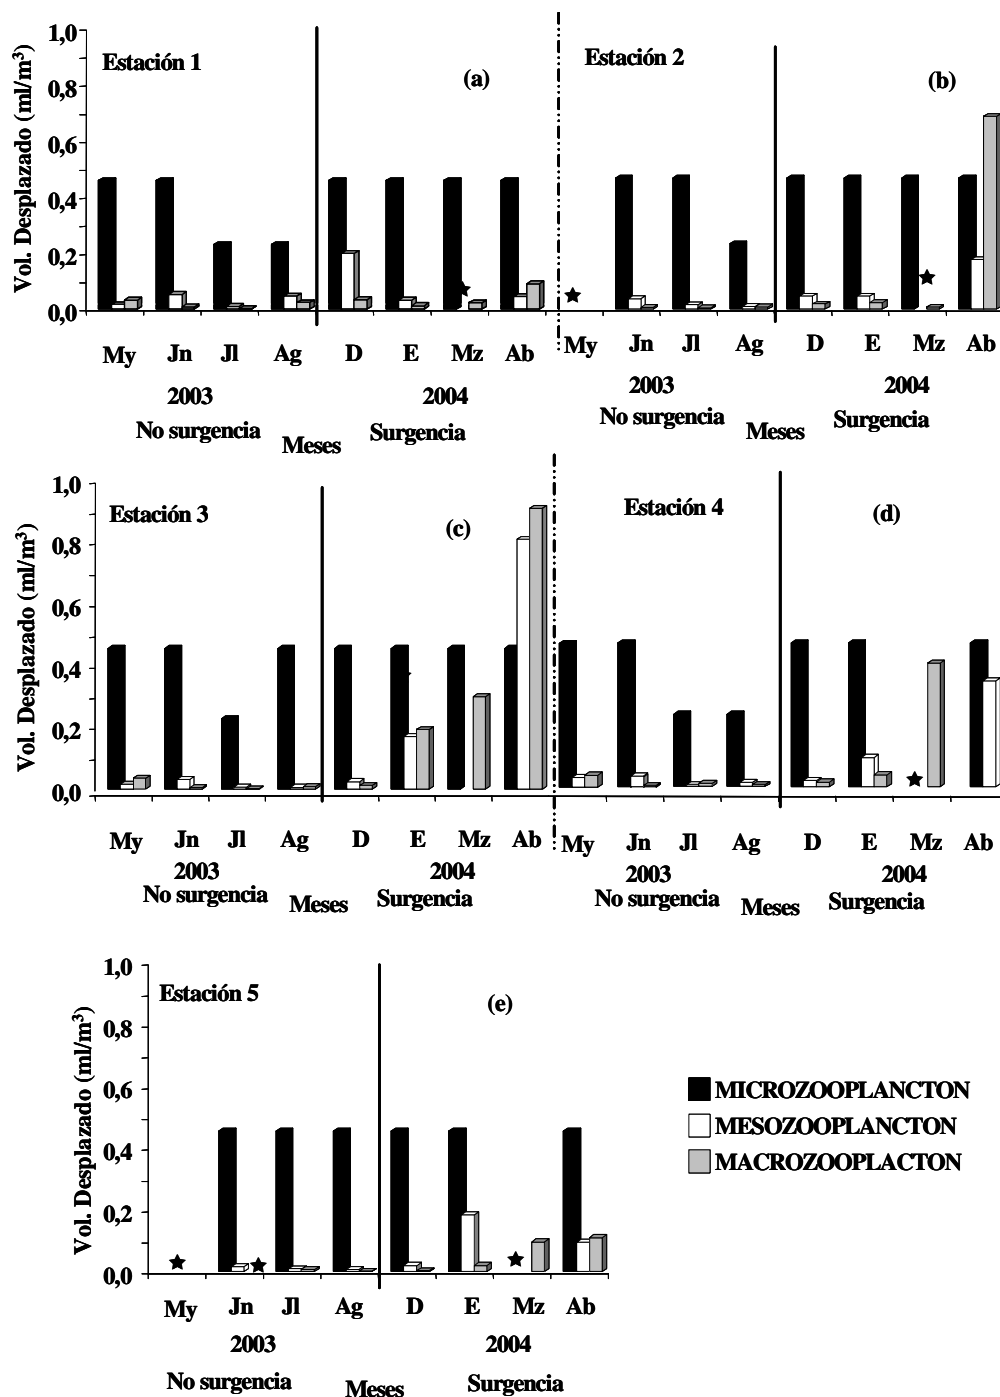 Estación 1
(a)
Estación 2
(b)
Vol. Desplazado (ml/m³)
1,0
0,8
0,6
0,4
0,2
0,0
My Jn Jl Ag D E Mz Ab My Jn Jl Ag D E Mz Ab
2003 2004 2003 2004
No surgencia Meses Surgencia No surgencia Meses Surgencia
Estación 3
(c)
Estación 4
(d)
Vol. Desplazado (ml/m³)
1,0
0,8
0,6
0,4
0,2
0,0
My Jn Jl Ag D E Mz Ab My Jn Jl Ag D E Mz Ab
2003 2004 2003 2004
No surgencia Meses Surgencia No surgencia Meses Surgencia
Estación 5
(e)
Vol. Desplazado (ml/m³)
1,0
0,8
0,6
0,4
0,2
0,0
My Jn Jl Ag D E Mz Ab
2003 2004
No surgencia Meses Surgencia
MICROZOOPLANCTON
MESOZOOPLANCTON
MACROZOOPLACTON